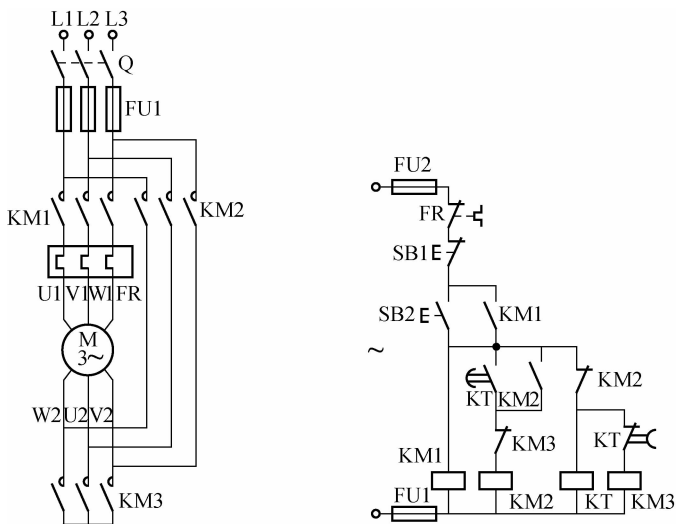 L1 L2 L3
Q
FU1
KM1
KM2
U1 V1 W1 FR
M
3~
W2 U2 V2
KM3
FU2
FR
SB1
SB2
KM1
~
KT
KM2
KM2
KM3
KT
KM1
KM2
KT
KM3
FU1